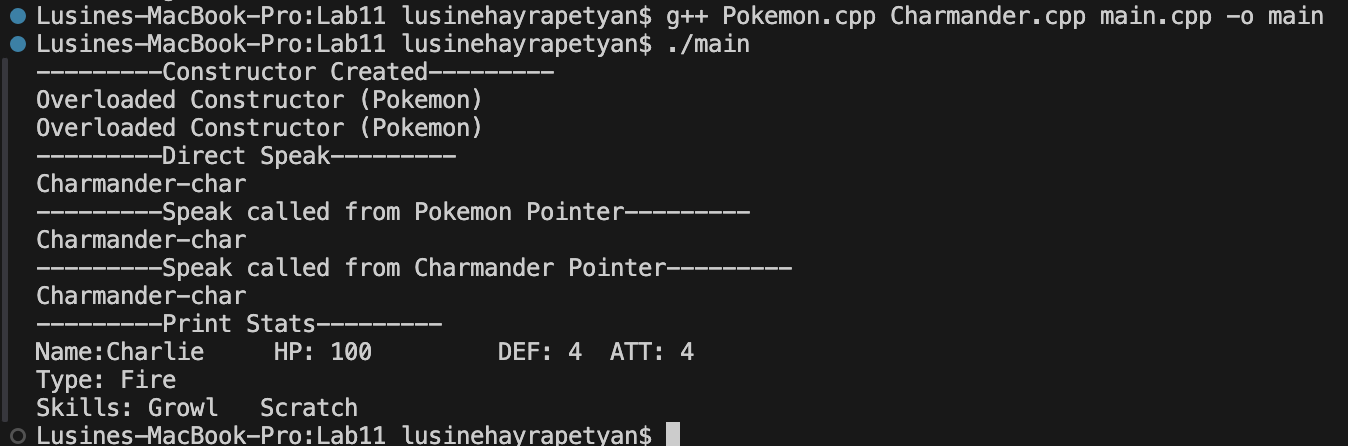 Lusines-MacBook-Pro:Lab11 lusinehayrapetyan$ g++ Pokemon.cpp Charmander.cpp main.cpp -o main
Lusines-MacBook-Pro:Lab11 lusinehayrapetyan$ ./main
---------Constructor Created---------
Overloaded Constructor (Pokemon)
Overloaded Constructor (Pokemon)
---------Direct Speak---------
Charmander-char
---------Speak called from Pokemon Pointer---------
Charmander-char
---------Speak called from Charmander Pointer---------
Charmander-char
---------Print Stats---------
Name:Charlie     HP: 100         DEF: 4  ATT: 4
Type: Fire
Skills: Growl   Scratch
Lusines-MacBook-Pro:Lab11 lusinehayrapetyan$